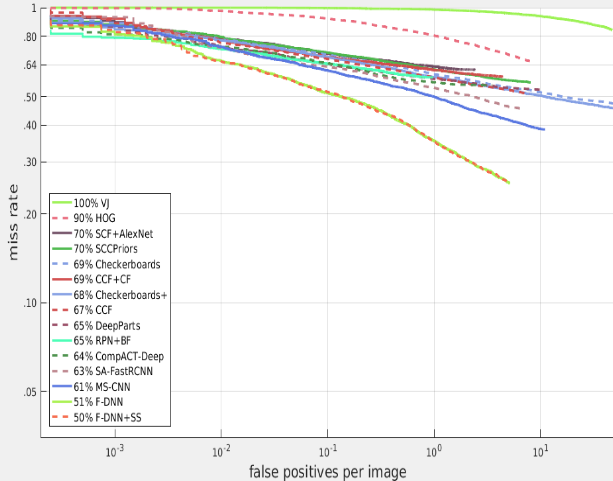 1
.80
.64
.50
.40
.30
.20
.10
.05
miss rate
100% VJ
90% HOG
70% SCF+AlexNet
70% SCCPriors
69% Checkerboards
69% CCF+CF
68% Checkerboards+
67% CCF
65% DeepParts
65% RPN+BF
64% CompACT-Deep
63% SA-FastRCNN
61% MS-CNN
51% F-DNN
50% F-DNN+SS
10^-3
10^-2
10^-1
10^0
10^1
false positives per image